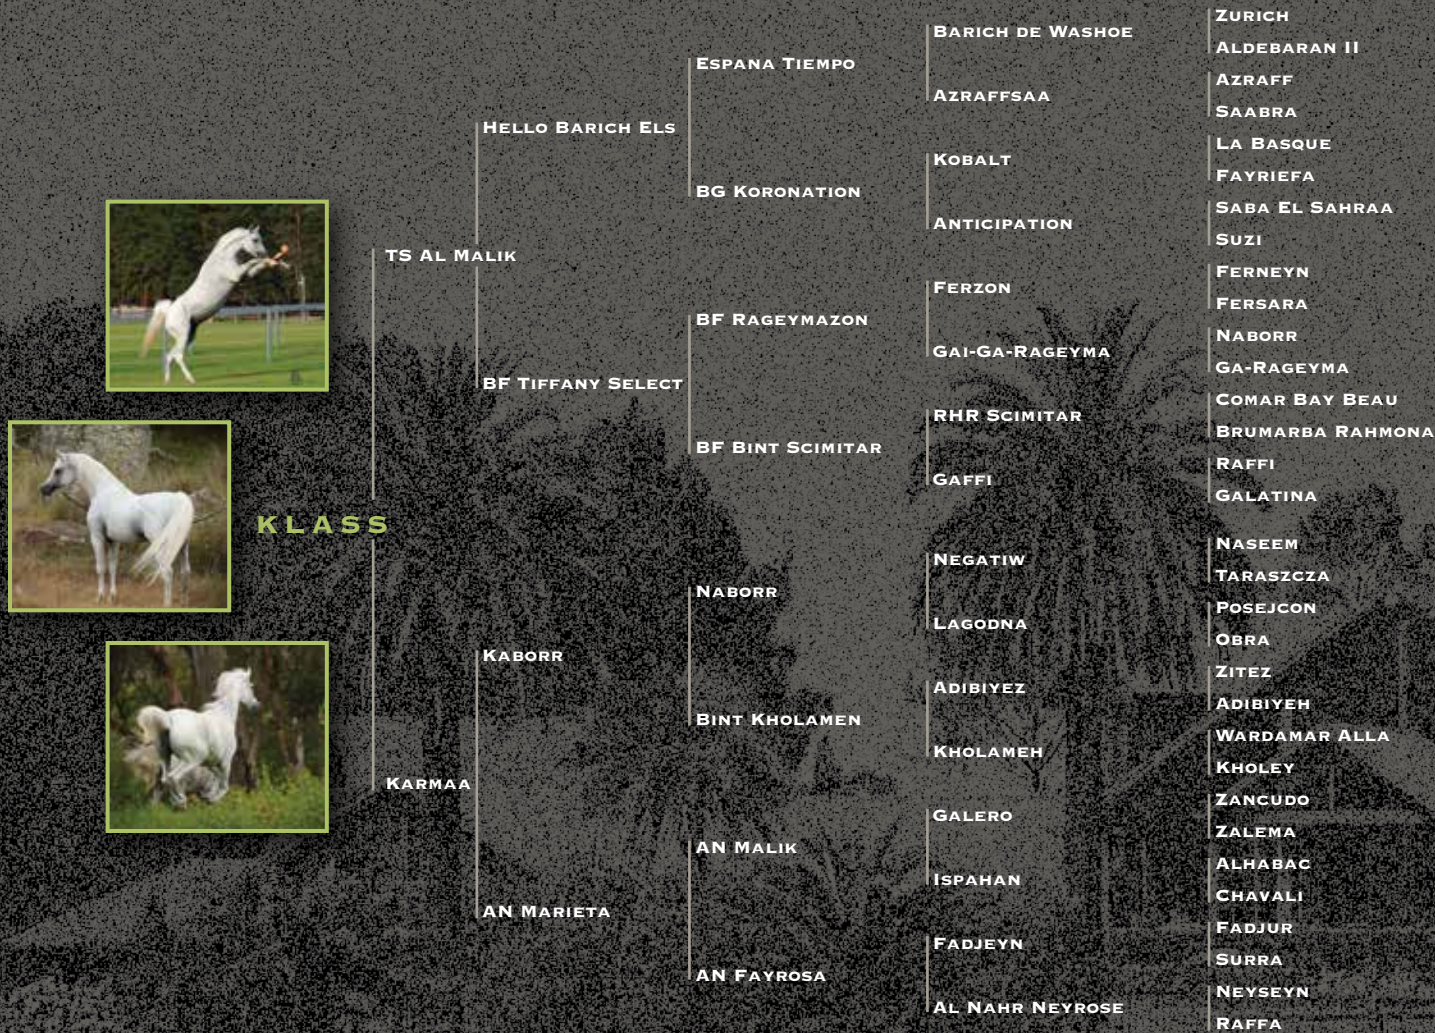 KLASS
TS Al Malik
Karmaa
Hello Barich Els
BF Tiffany Select
Kaborr
AN Marieta
Espana Tiempo
BG Koronation
BF Rageymazon
BF Bint Scimitar
Naborr
Bint Kholamen
AN Malik
AN Fayrosa
Barich de Washoe
Azraffsaa
Kobalt
Anticipation
Ferzon
Gai-Ga-Rageyma
RHR Scimitar
Gaffi
Negatiw
Lagodna
Adibiyez
Kholameh
Galero
Ispahan
Fadjeyn
Al Nahr Neyrose
Zurich
Aldebaran II
Azraff
Saabra
La Basque
Fayriefa
Saba El Sahraa
Suzi
Ferneyn
Fersara
Naborr
Ga-Rageyma
Comar Bay Beau
Brumarba Rahmona
Raffi
Galatina
Naseem
Taraszcza
Posejcon
Obra
Zitez
Adibiyeh
Wardamar Alla
Kholey
Zancudo
Zalema
Alhabac
Chavali
Fadjur
Surra
Neyseyn
Raffa